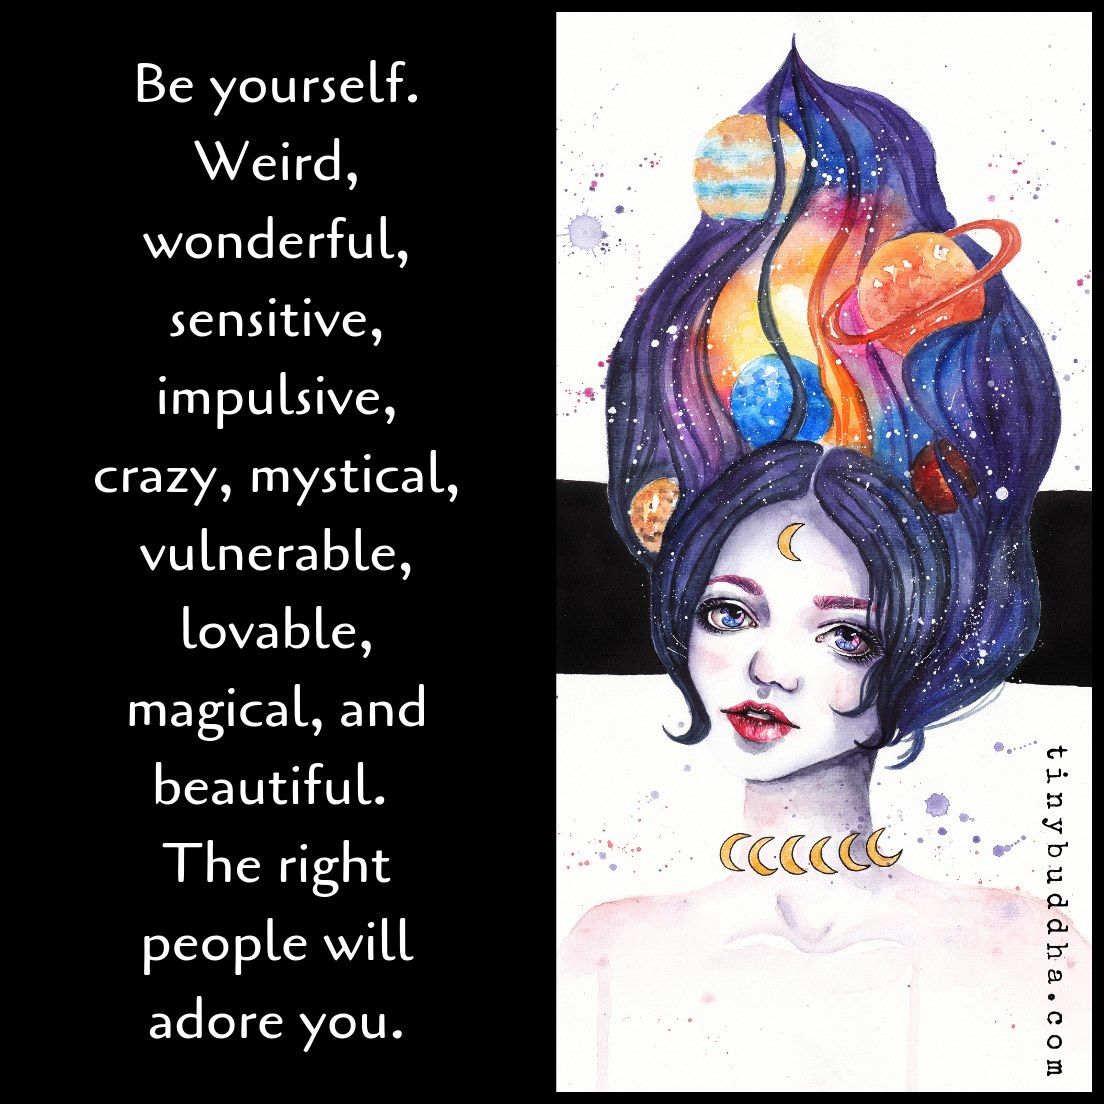 Be yourself.
Weird,
wonderful,
sensitive,
impulsive,
crazy, mystical,
vulnerable,
lovable,
magical, and
beautiful.
The right
people will
adore you.
tinybuddha.com